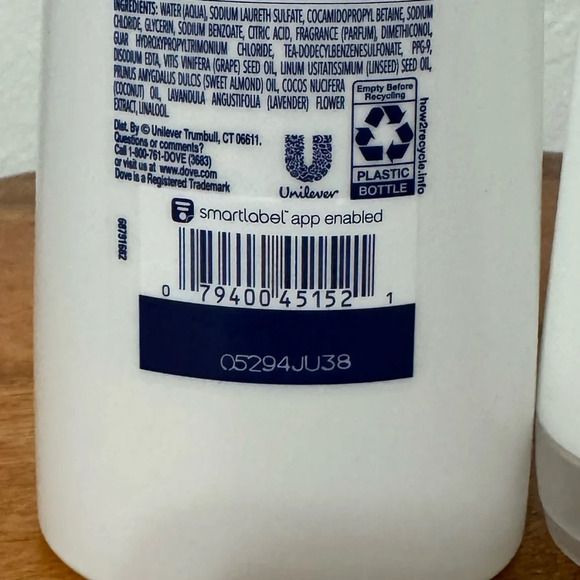 INGREDIENTS: WATER (AQUA), SODIUM LAURETH SULFATE, COCAMIDOPROPYL BETAINE, SODIUM
CHLORIDE, GLYCERIN, SODIUM BENZOATE, CITRIC ACID, FRAGRANCE (PARFUM), DIMETHICONOL,
GUAR HYDROXYPROPYLTRIMONIUM CHLORIDE, TEA-DODECYLBENZENESULFONATE, PPG-9,
DISODIUM EDTA, VITIS VINIFERA (GRAPE) SEED OIL, LINUM USITATISSIMUM (LINSEED) SEED OIL,
PRUNUS AMYGDALUS DULCIS (SWEET ALMOND) OIL, COCOS NUCIFERA
(COCONUT) OIL, LAVANDULA ANGUSTIFOLIA (LAVENDER) FLOWER
EXTRACT, LINALOOL.
Dist. By © Unilever Trumbull, CT 06611.
Questions or comments?
Call 1-800-761-DOVE (3683)
or visit us at www.dove.com
Dove is a Registered Trademark
Unilever
Empty Before
Recycling
PLASTIC
BOTTLE
how2recycle.info
smartlabel™ app enabled
0 79400 45152 1
05294JU38